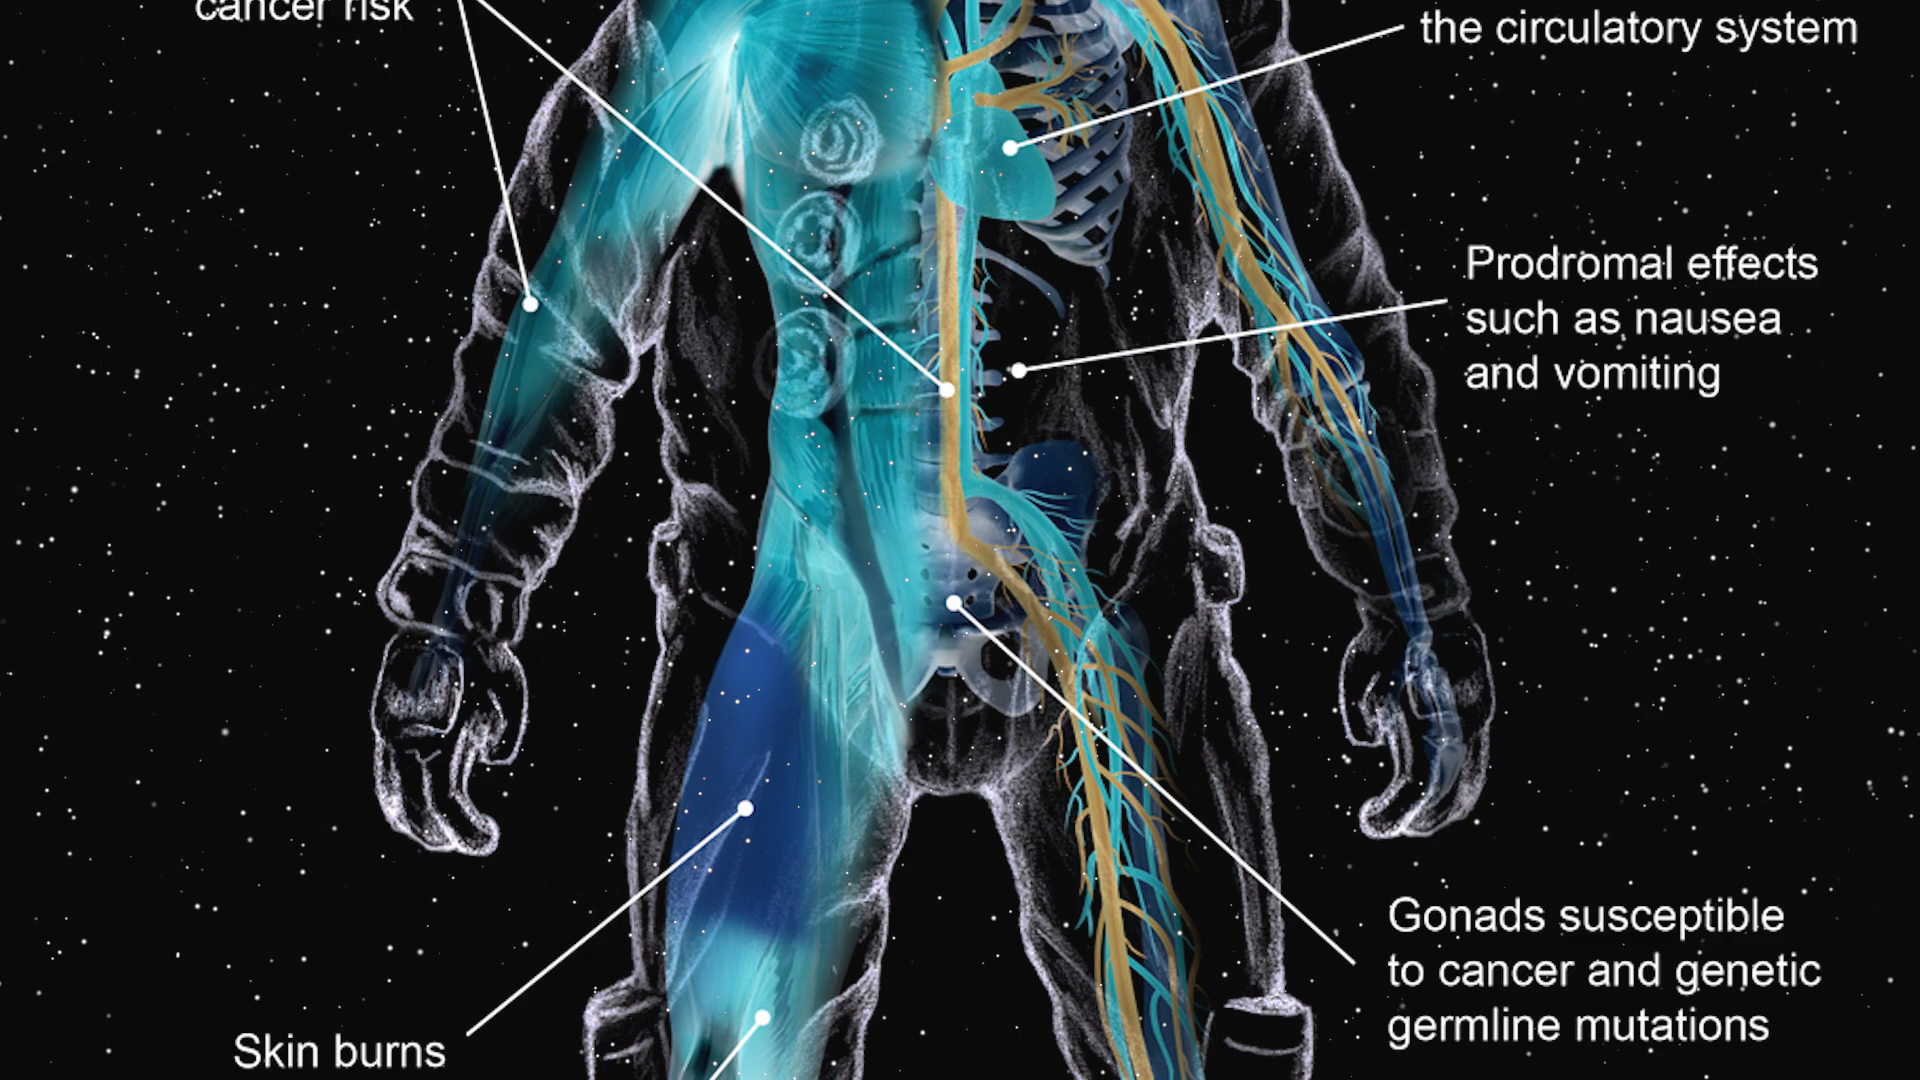 cancer risk
the circulatory system
Prodromal effects
such as nausea
and vomiting
Gonads susceptible
to cancer and genetic
germline mutations
Skin burns